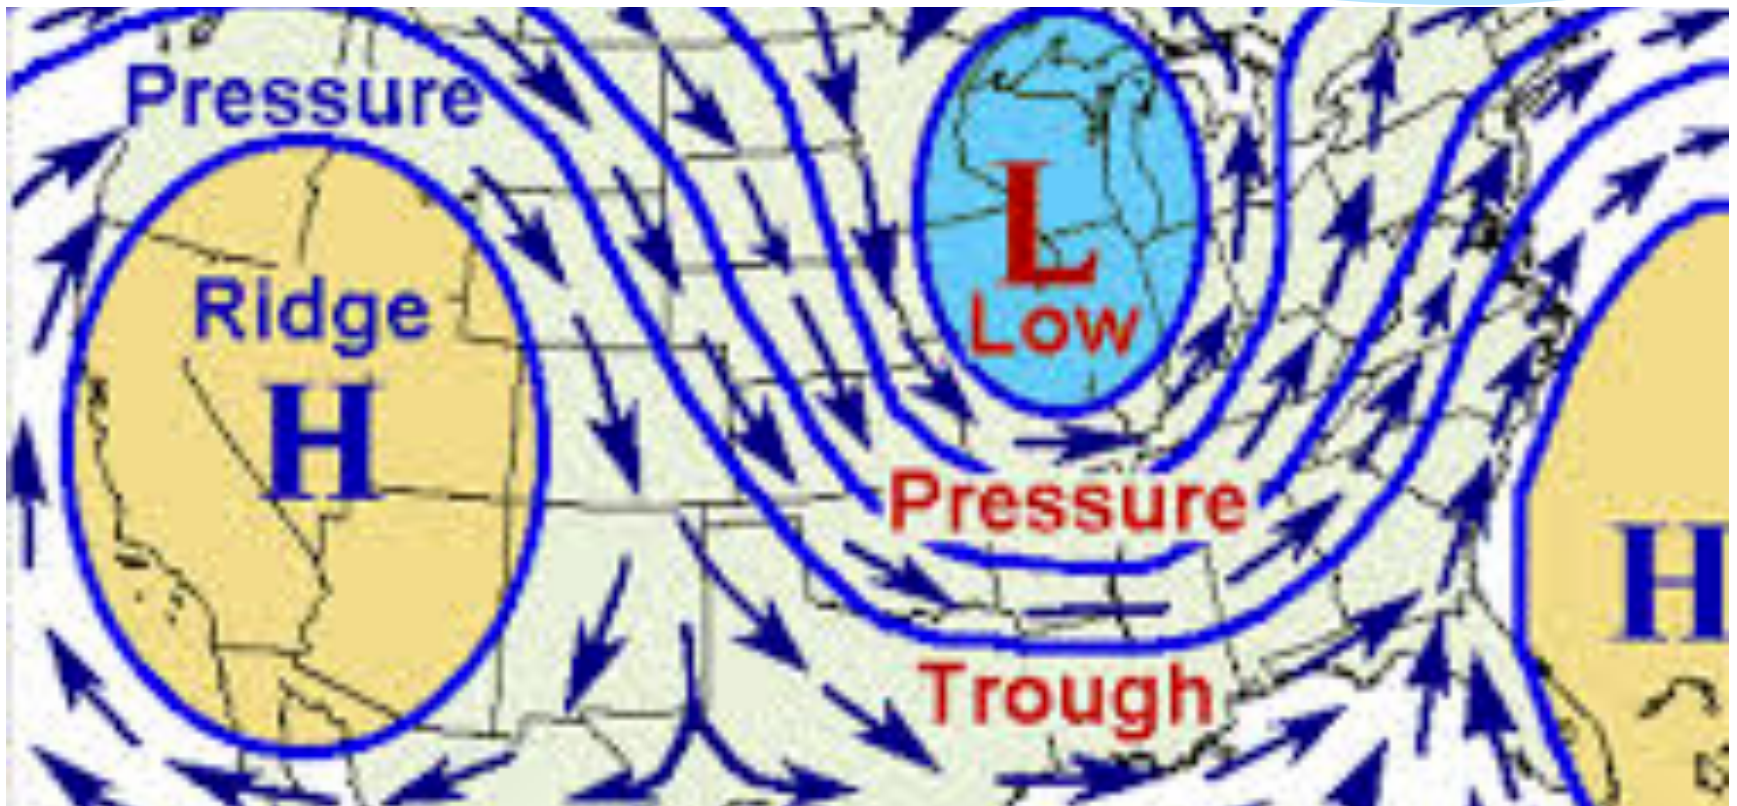 Pressure
Ridge
H
L
Low
Pressure
Trough
H